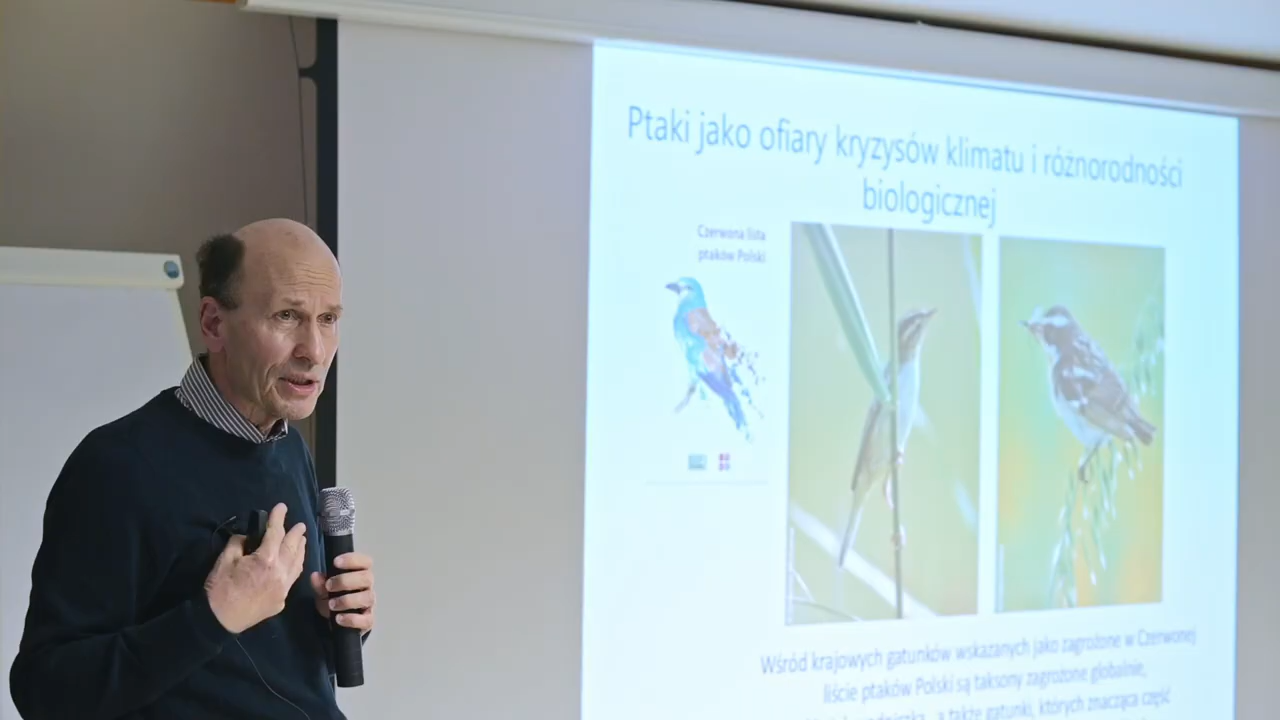 Ptaki jako ofiary kryzysów klimatu i różnorodności
biologicznej
Czerwona lista
ptaków Polski
Wśród krajowych gatunków wskazanych jako zagrożone w Czerwonej
liście ptaków Polski są taksony zagrożone globalnie,
a także gatunki, których znacząca część